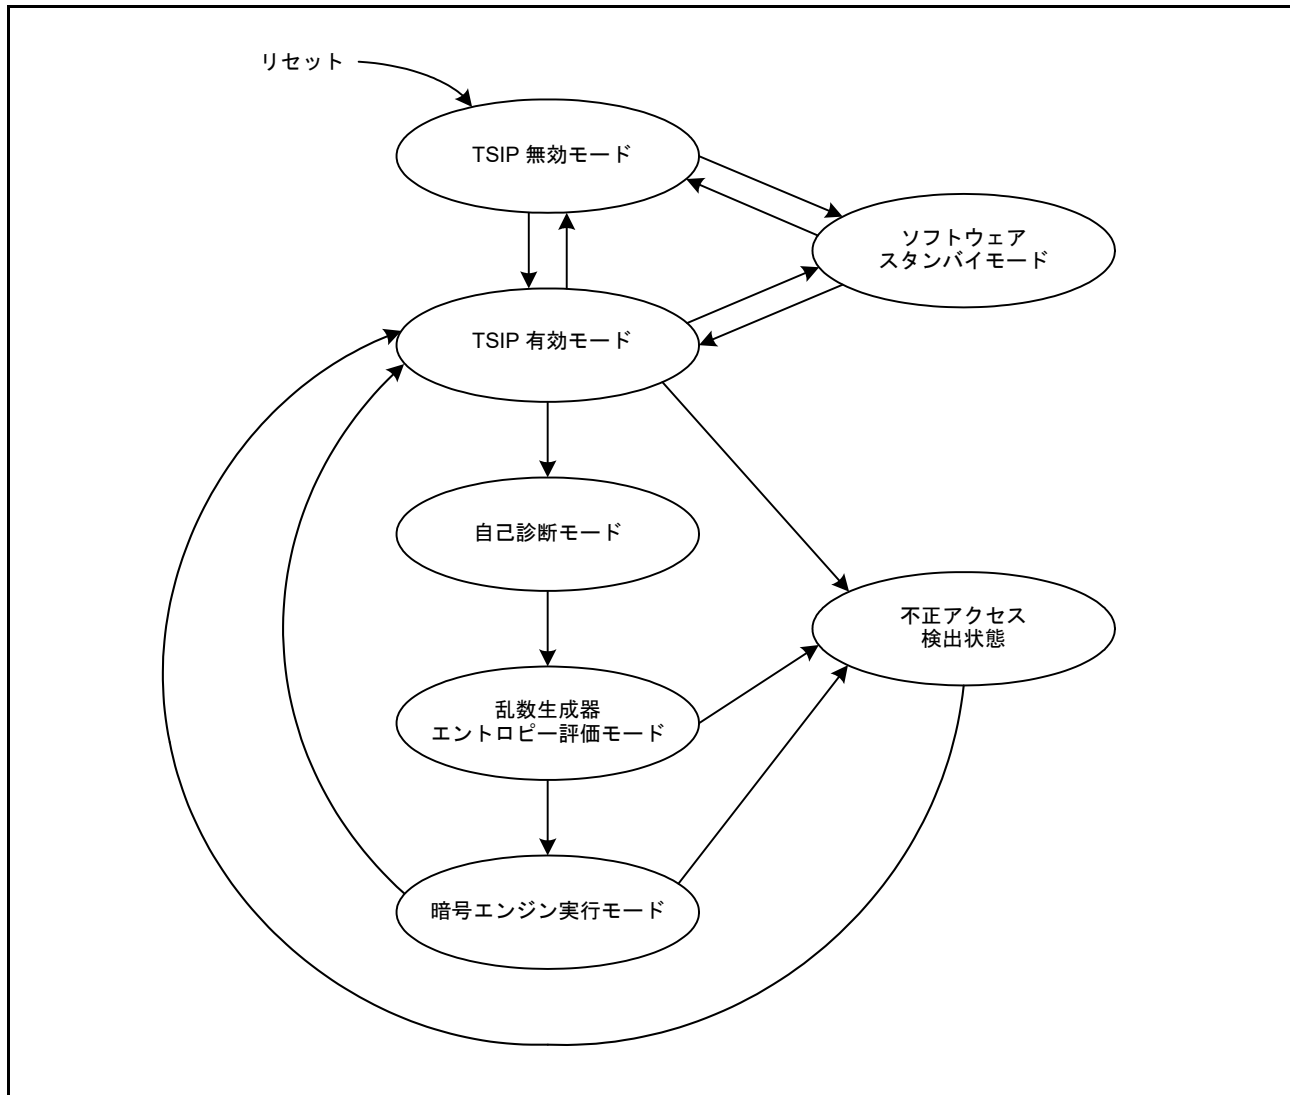 リセット
TSIP 無効モード
ソフトウェア
スタンバイモード
TSIP 有効モード
自己診断モード
不正アクセス
検出状態
乱数生成器
エントロピー評価モード
暗号エンジン実行モード